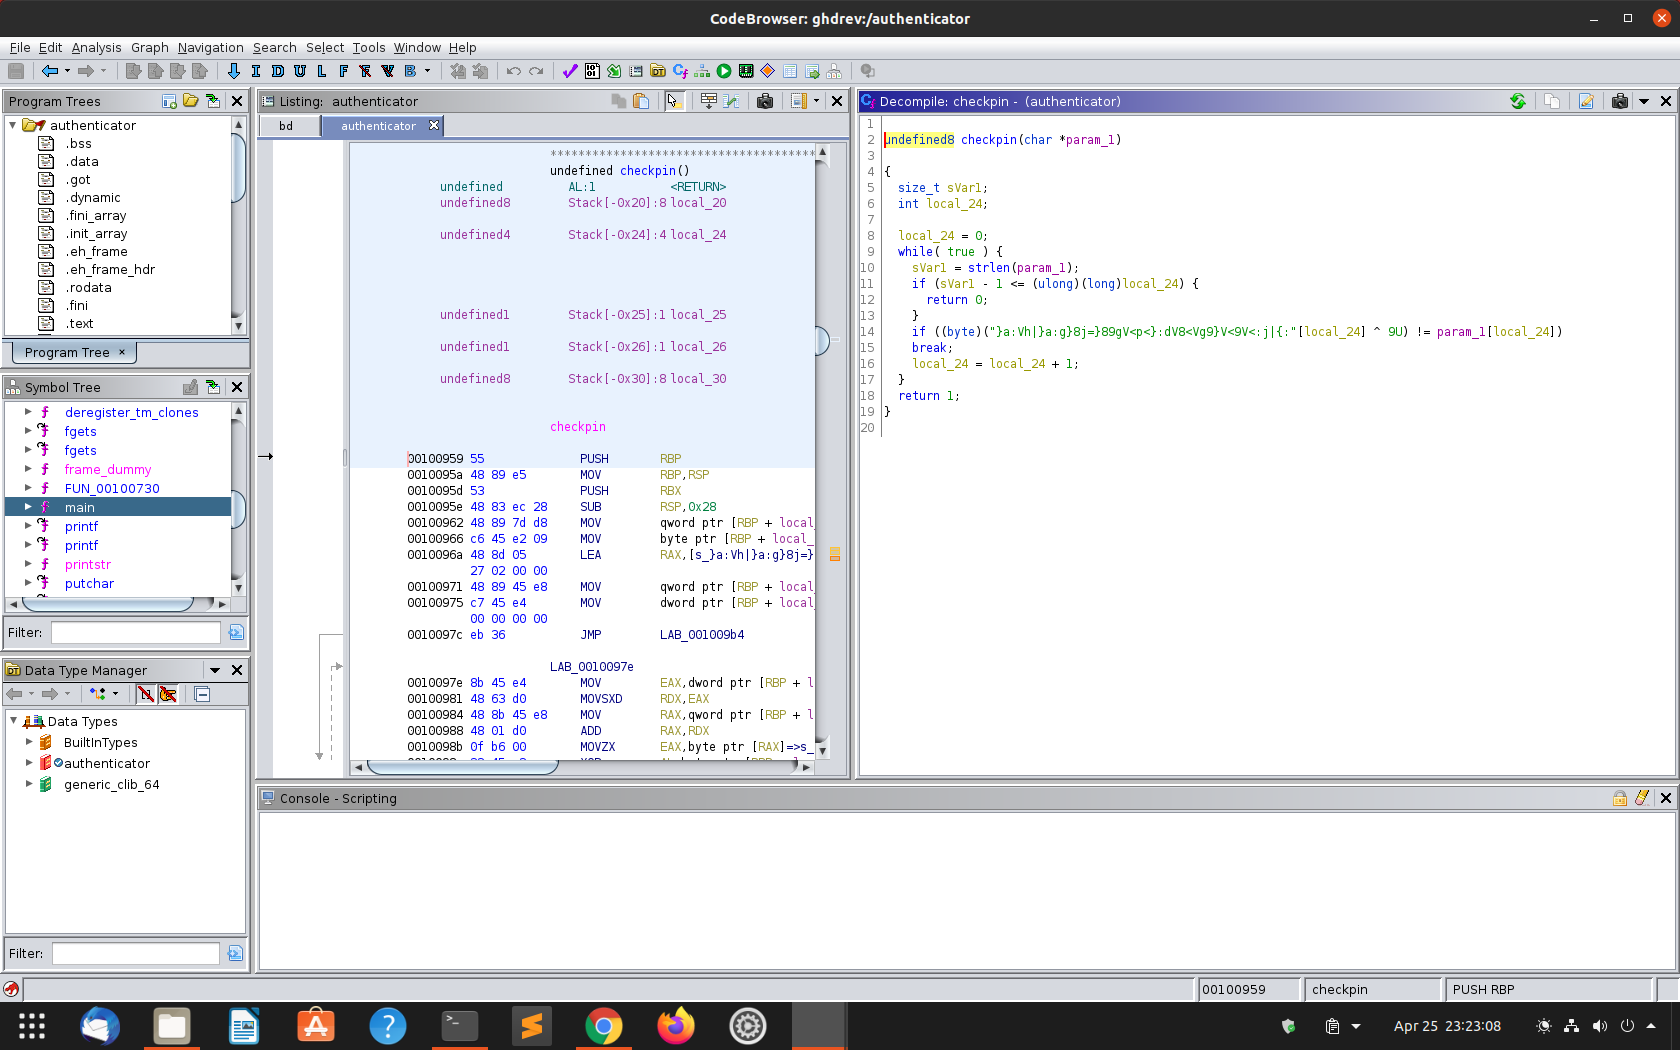 CodeBrowser: ghdrev:/authenticator
File Edit Analysis Graph Navigation Search Select Tools Window Help
I D U L F V B
Program Trees
authenticator
.bss
.data
.got
.dynamic
.fini_array
.init_array
.eh_frame
.eh_frame_hdr
.rodata
.fini
.text
Program Tree ×
Symbol Tree
deregister_tm_clones
fgets
fgets
frame_dummy
FUN_00100730
main
printf
printf
printstr
putchar
Filter:
Data Type Manager
Data Types
BuiltInTypes
authenticator
generic_clib_64
Filter:
Listing: authenticator
bd
authenticator
**************************************
undefined checkpin()
undefined AL:1 <RETURN>
undefined8 Stack[-0x20]:8 local_20
undefined4 Stack[-0x24]:4 local_24
undefined1 Stack[-0x25]:1 local_25
undefined1 Stack[-0x26]:1 local_26
undefined8 Stack[-0x30]:8 local_30
checkpin
00100959 55 PUSH RBP
0010095a 48 89 e5 MOV RBP,RSP
0010095d 53 PUSH RBX
0010095e 48 83 ec 28 SUB RSP,0x28
00100962 48 89 7d d8 MOV qword ptr [RBP + local_
00100966 c6 45 e2 09 MOV byte ptr [RBP + local_
0010096a 48 8d 05 LEA RAX,[s_}a:Vh|}a:g}8j=}
27 02 00 00
00100971 48 89 45 e8 MOV qword ptr [RBP + local_
00100975 c7 45 e4 MOV dword ptr [RBP + local_
00 00 00 00
0010097c eb 36 JMP LAB_001009b4
LAB_0010097e
0010097e 8b 45 e4 MOV EAX,dword ptr [RBP + l
00100981 48 63 d0 MOVSXD RDX,EAX
00100984 48 8b 45 e8 MOV RAX,qword ptr [RBP + l
00100988 48 01 d0 ADD RAX,RDX
0010098b 0f b6 00 MOVZX EAX,byte ptr [RAX]=>s_
Decompile: checkpin - (authenticator)
1
2 undefined8 checkpin(char *param_1)
3
4 {
5 size_t sVar1;
6 int local_24;
7
8 local_24 = 0;
9 while( true ) {
10 sVar1 = strlen(param_1);
11 if (sVar1 - 1 <= (ulong)(long)local_24) {
12 return 0;
13 }
14 if ((byte)("}a:Vh|}a:g}8j=}89gV<p<}:dV8<Vg9}V<9V<:j|{:"[local_24] ^ 9U) != param_1[local_24])
15 break;
16 local_24 = local_24 + 1;
17 }
18 return 1;
19 }
20
Console - Scripting
00100959
checkpin
PUSH RBP
Apr 25 23:23:08